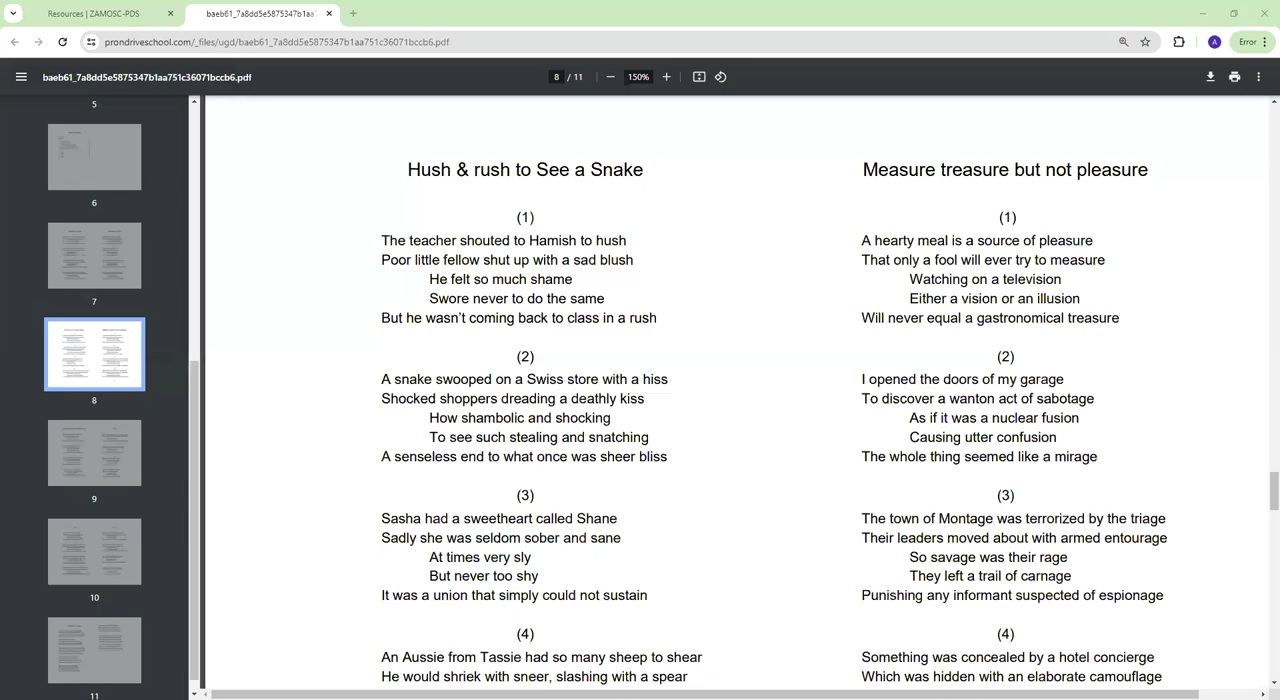 Resources | ZAMOSC-PDS
baeb61_7a8dd5e5875347b1aa
prondriveschool.com/_files/ugd/baeb61_7a8dd5e5875347b1aa751c36071bccb6.pdf
A
Error
baeb61_7a8dd5e5875347b1aa751c36071bccb6.pdf
8 / 11
150%
5
6
7
8
9
10
11
Hush & rush to See a Snake
(1)
The teacher shouted to Hamish to hush
Poor little fellow shut up with a sad blush
He felt so much shame
Swore never to do the same
But he wasn't coming back to class in a rush
(2)
A snake swooped on a Swiss store with a hiss
Shocked shoppers dreading a deathly kiss
How shambolic and shocking
To see such stealing and snatching
A senseless end to what once was sheer bliss
(3)
Sasha had a sweetheart called Shane
Sadly she was seldom sober and sane
At times very sly
But never too shy
It was a union that simply could not sustain
(4)
An Aussie from Tassie had so many sheep to shear
He would shriek with sneer, slashing with a spear
Measure treasure but not pleasure
(1)
A hearty meal is a source of pleasure
That only a fool will ever try to measure
Watching on a television
Either a vision or an illusion
Will never equal a gastronomical treasure
(2)
I opened the doors of my garage
To discover a wanton act of sabotage
As if it was a nuclear fusion
Causing utter confusion
The whole thing seemed like a mirage
(3)
The town of Montage was terrorized by the triage
Their leaders moved about with armed entourage
So savage was their rage
They left a trail of carnage
Punishing any informant suspected of espionage
(4)
Something was concealed by a hotel concierge
Which was hidden with an elaborate camouflage